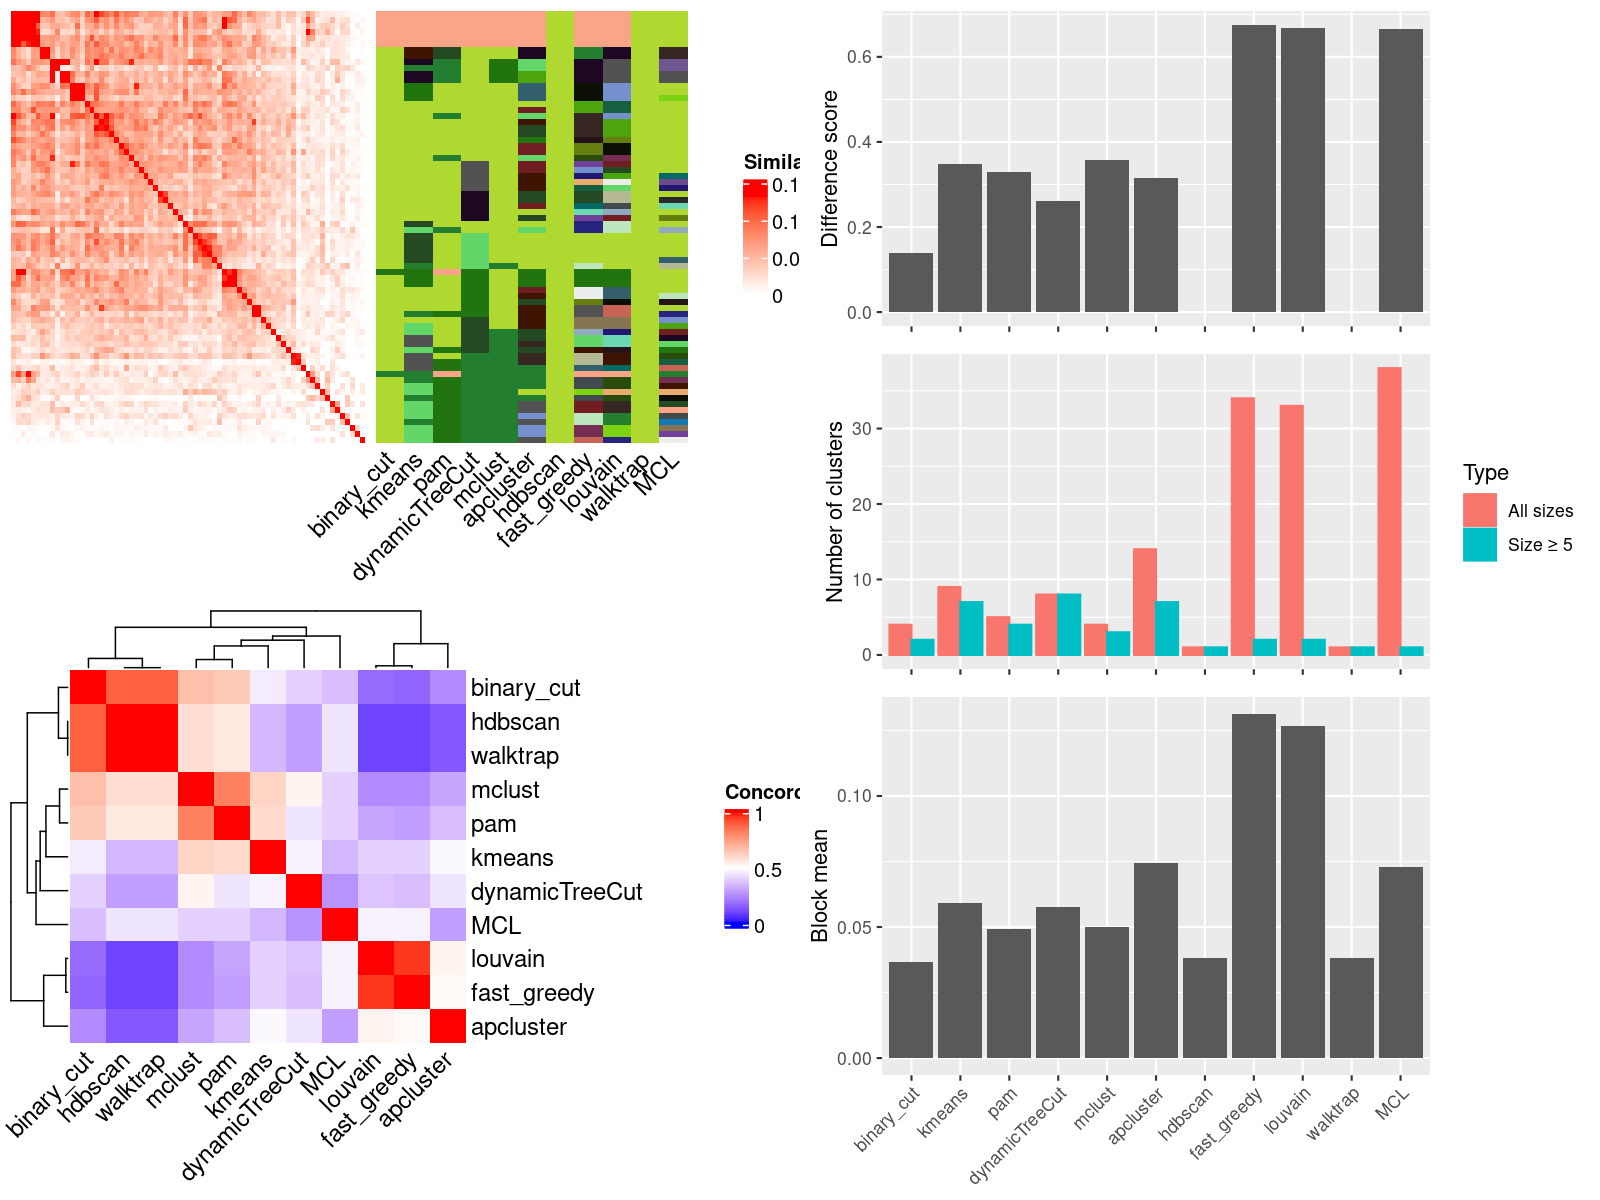 Simila
0.1
0.1
0.0
0
binary_cut
kmeans
pam
dynamicTreeCut
mclust
apcluster
hdbscan
fast_greedy
louvain
walktrap
MCL
binary_cut
hdbscan
walktrap
mclust
pam
kmeans
dynamicTreeCut
MCL
louvain
fast_greedy
apcluster
binary_cut
hdbscan
walktrap
mclust
pam
kmeans
dynamicTreeCut
MCL
louvain
fast_greedy
apcluster
Concord
1
0.5
0
Difference score
0.6
0.4
0.2
0.0
Number of clusters
30
20
10
0
Type
All sizes
Size ≥ 5
Block mean
0.10
0.05
0.00
binary_cut
kmeans
pam
dynamicTreeCut
mclust
apcluster
hdbscan
fast_greedy
louvain
walktrap
MCL